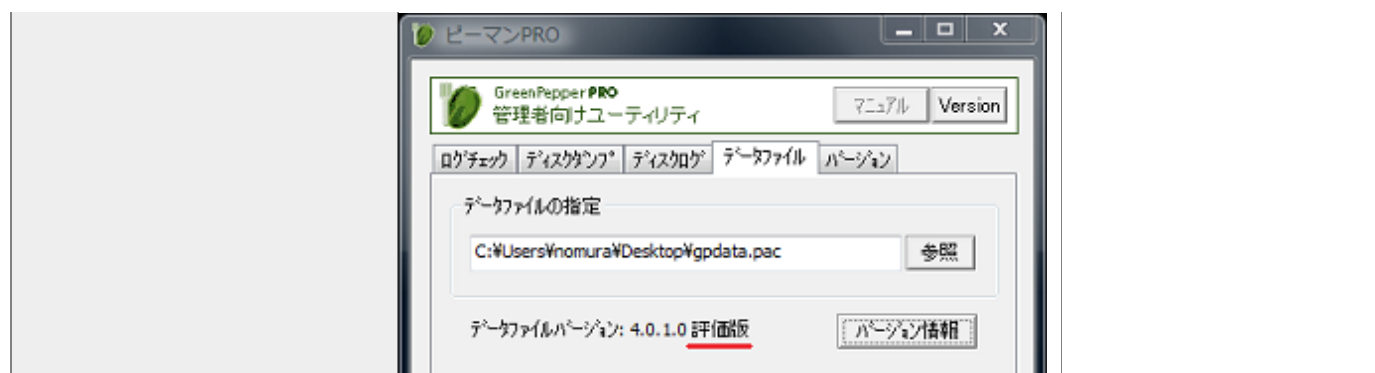 ピーマンPRO
GreenPepper PRO
管理者向けユーティリティ
マニュアル Version
ログチェック ディスクダンプ ディスクログ データファイル バージョン
データファイルの指定
C:¥Users¥nomura¥Desktop¥gpdata.pac 参照
データファイルバージョン: 4.0.1.0 評価版 バージョン情報